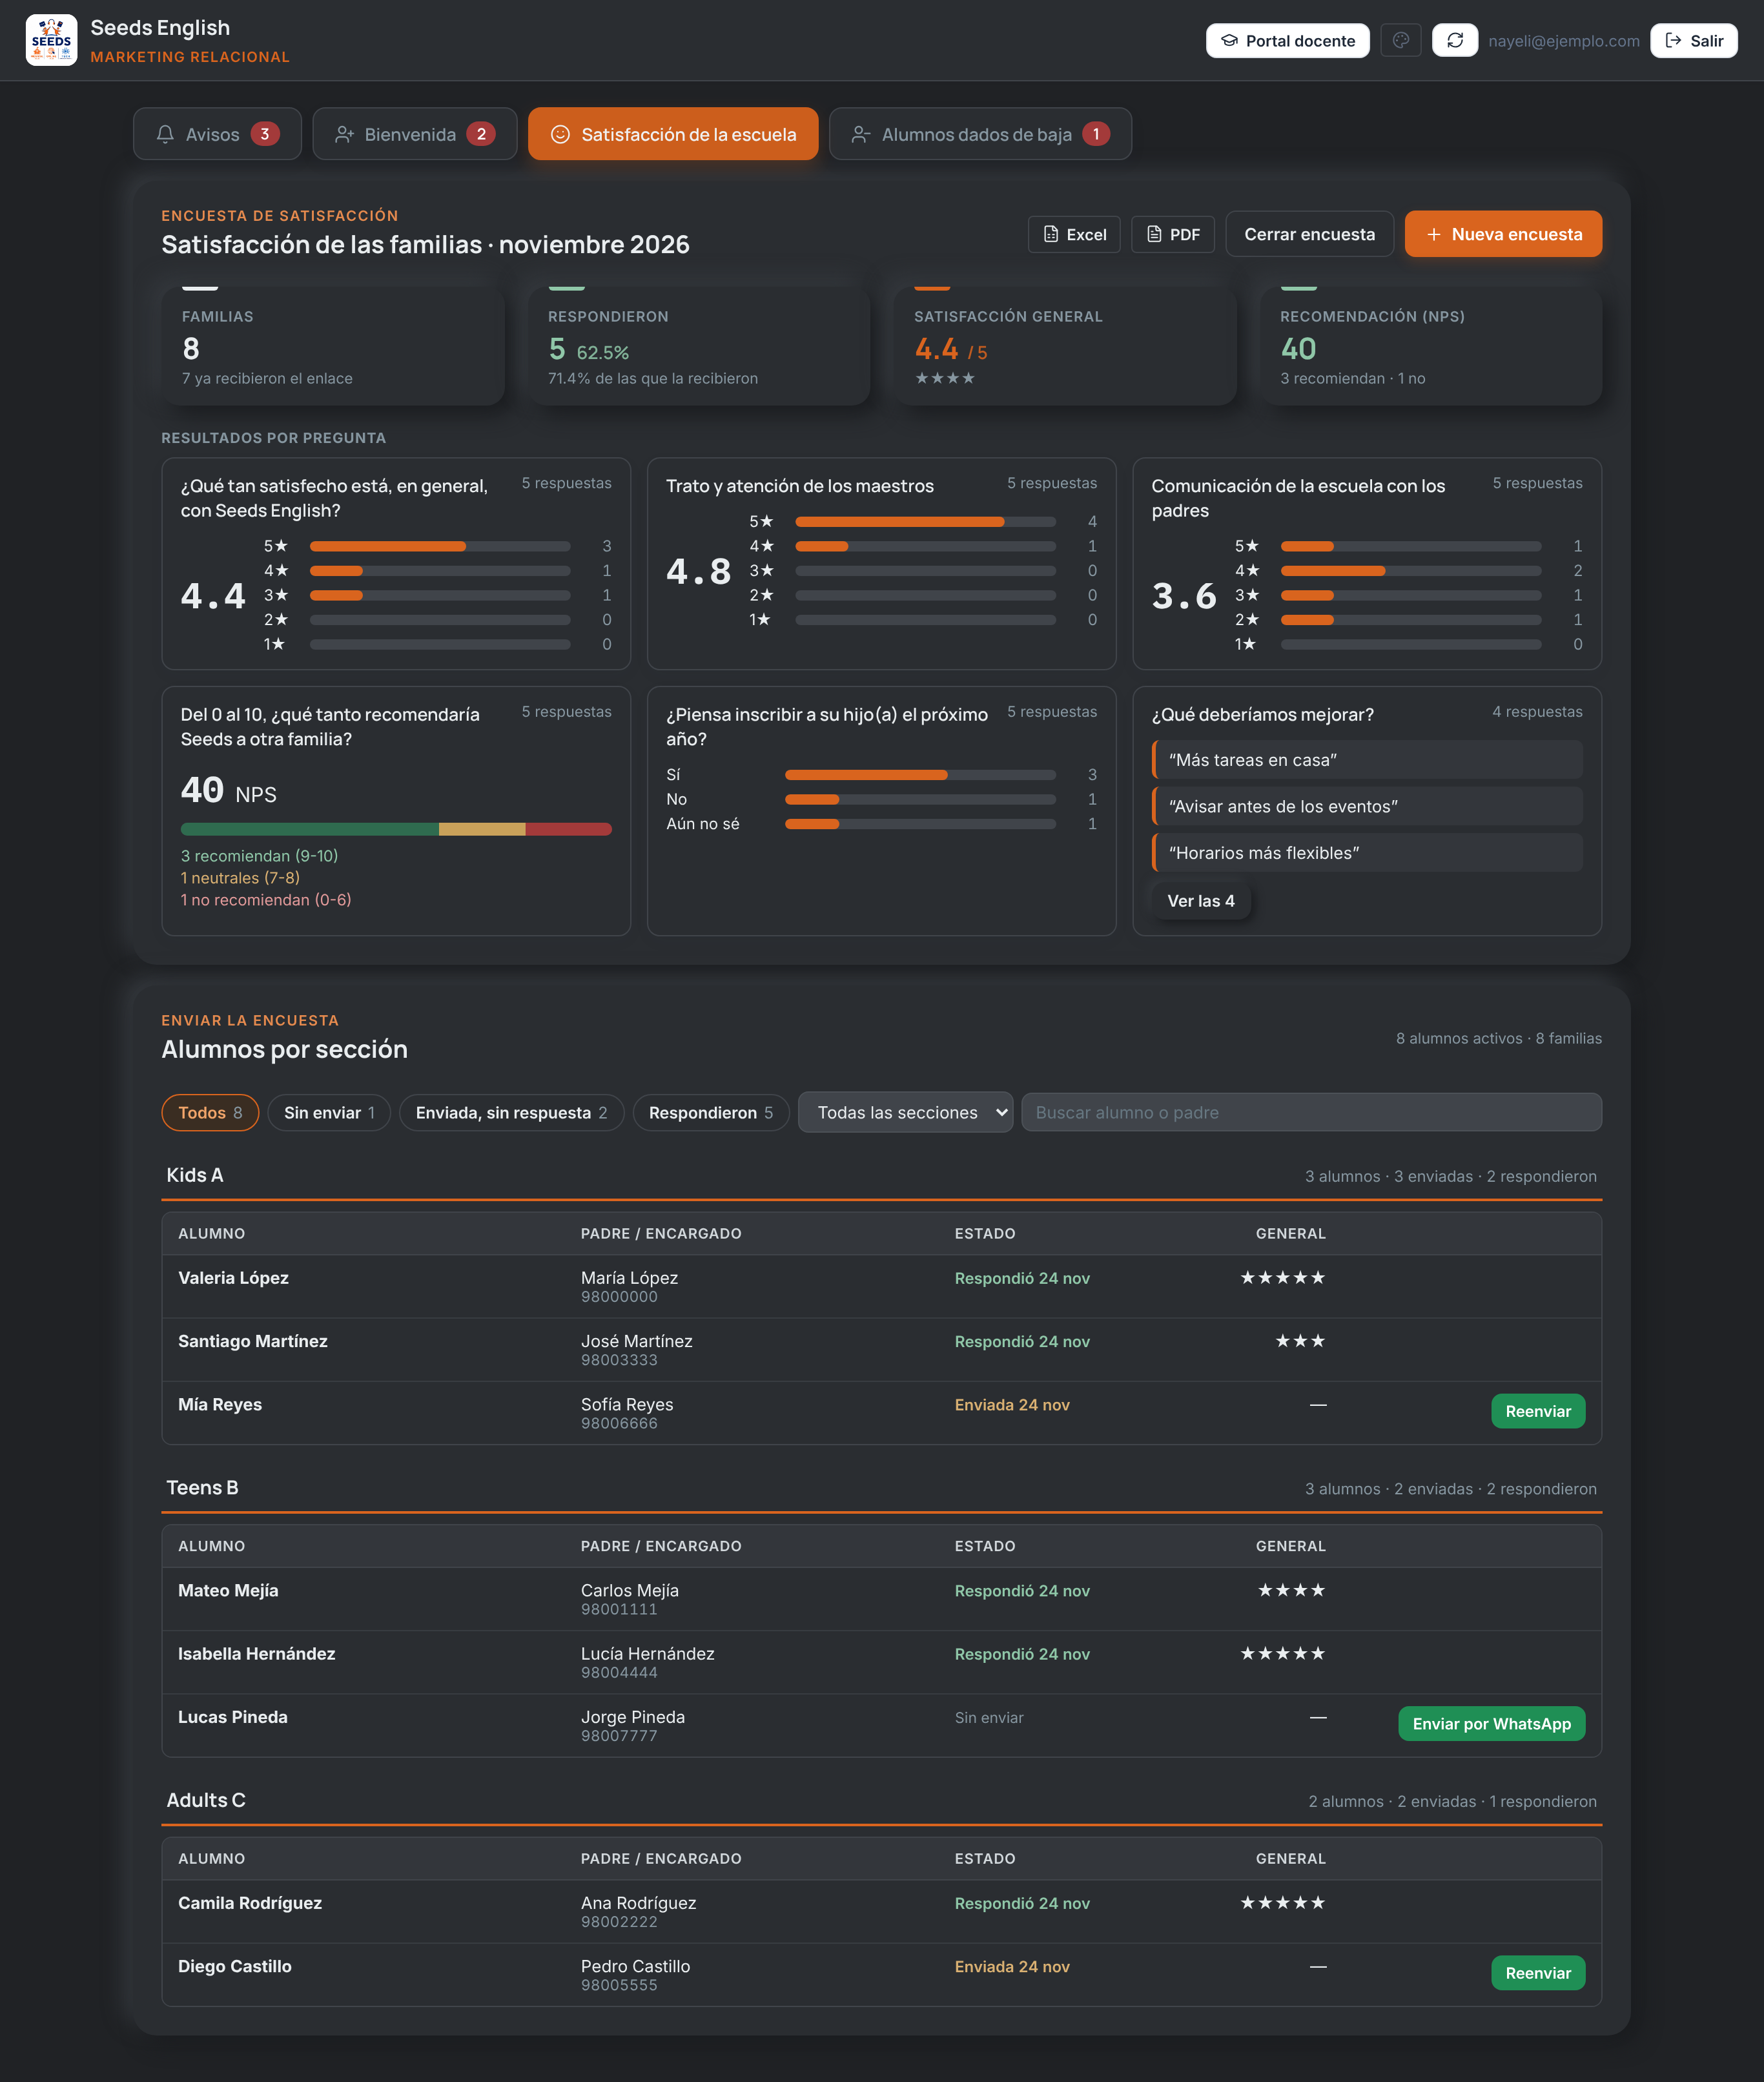 SEEDS
Seeds English
MARKETING RELACIONAL
Portal docente
nayeli@ejemplo.com
Salir
Avisos 3
Bienvenida 2
Satisfacción de la escuela
Alumnos dados de baja 1
ENCUESTA DE SATISFACCIÓN
Satisfacción de las familias · noviembre 2026
Excel
PDF
Cerrar encuesta
+ Nueva encuesta
FAMILIAS
8
7 ya recibieron el enlace
RESPONDIERON
5 62.5%
71.4% de las que la recibieron
SATISFACCIÓN GENERAL
4.4 / 5
★★★★
RECOMENDACIÓN (NPS)
40
3 recomiendan · 1 no
RESULTADOS POR PREGUNTA
¿Qué tan satisfecho está, en general,
con Seeds English?
5 respuestas
4.4
5★ 3
4★ 1
3★ 1
2★ 0
1★ 0
Trato y atención de los maestros
5 respuestas
4.8
5★ 4
4★ 1
3★ 0
2★ 0
1★ 0
Comunicación de la escuela con los
padres
5 respuestas
3.6
5★ 1
4★ 2
3★ 1
2★ 1
1★ 0
Del 0 al 10, ¿qué tanto recomendaría
Seeds a otra familia?
5 respuestas
40 NPS
3 recomiendan (9-10)
1 neutrales (7-8)
1 no recomiendan (0-6)
¿Piensa inscribir a su hijo(a) el próximo
año?
5 respuestas
Sí 3
No 1
Aún no sé 1
¿Qué deberíamos mejorar?
4 respuestas
“Más tareas en casa”
“Avisar antes de los eventos”
“Horarios más flexibles”
Ver las 4
ENVIAR LA ENCUESTA
Alumnos por sección
8 alumnos activos · 8 familias
Todos 8
Sin enviar 1
Enviada, sin respuesta 2
Respondieron 5
Todas las secciones
Buscar alumno o padre
Kids A
3 alumnos · 3 enviadas · 2 respondieron
ALUMNO PADRE / ENCARGADO ESTADO GENERAL
Valeria López María López Respondió 24 nov ★★★★★
98000000
Santiago Martínez José Martínez Respondió 24 nov ★★★
98003333
Mía Reyes Sofía Reyes Enviada 24 nov — Reenviar
98006666
Teens B
3 alumnos · 2 enviadas · 2 respondieron
ALUMNO PADRE / ENCARGADO ESTADO GENERAL
Mateo Mejía Carlos Mejía Respondió 24 nov ★★★★
98001111
Isabella Hernández Lucía Hernández Respondió 24 nov ★★★★★
98004444
Lucas Pineda Jorge Pineda Sin enviar — Enviar por WhatsApp
98007777
Adults C
2 alumnos · 2 enviadas · 1 respondieron
ALUMNO PADRE / ENCARGADO ESTADO GENERAL
Camila Rodríguez Ana Rodríguez Respondió 24 nov ★★★★★
98002222
Diego Castillo Pedro Castillo Enviada 24 nov — Reenviar
98005555